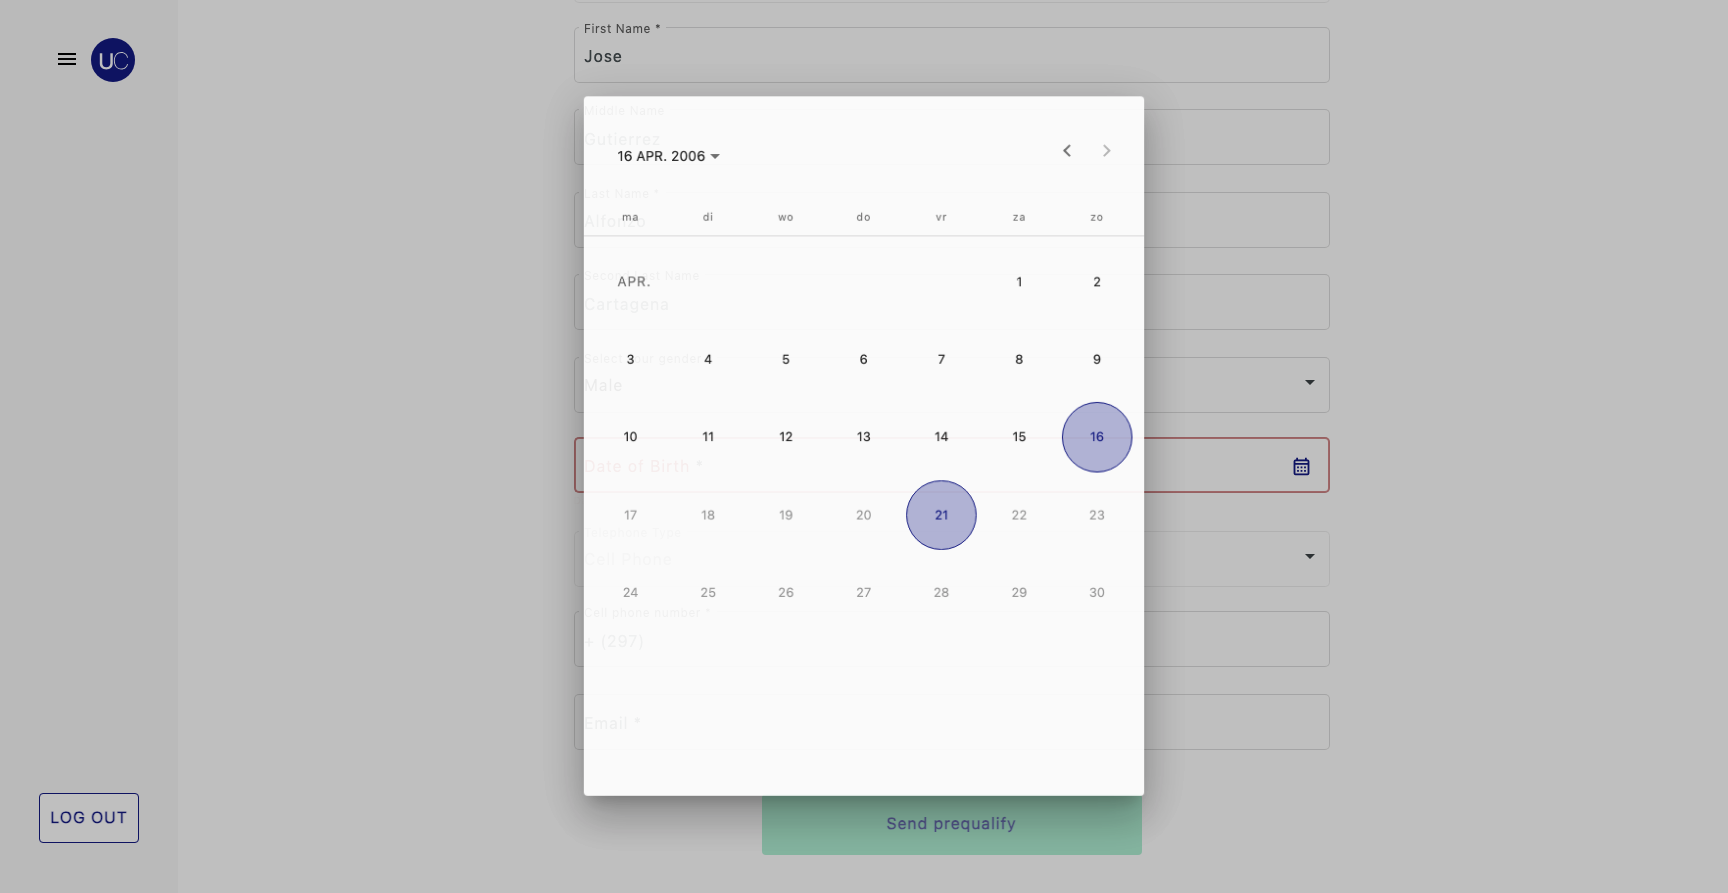 UC
First Name *
Jose
Middle Name
Gutierrez
16 APR. 2006
Last Name *
Alfonzo
ma di wo do vr za zo
Second Last Name
APR. 1 2
Cartagena
Select your gender
3 4 5 6 7 8 9
Male
10 11 12 13 14 15 16
Date of Birth *
17 18 19 20 21 22 23
Telephone Type
Cell Phone
24 25 26 27 28 29 30
Cell phone number *
+ (297)
Email *
LOG OUT
Send prequalify